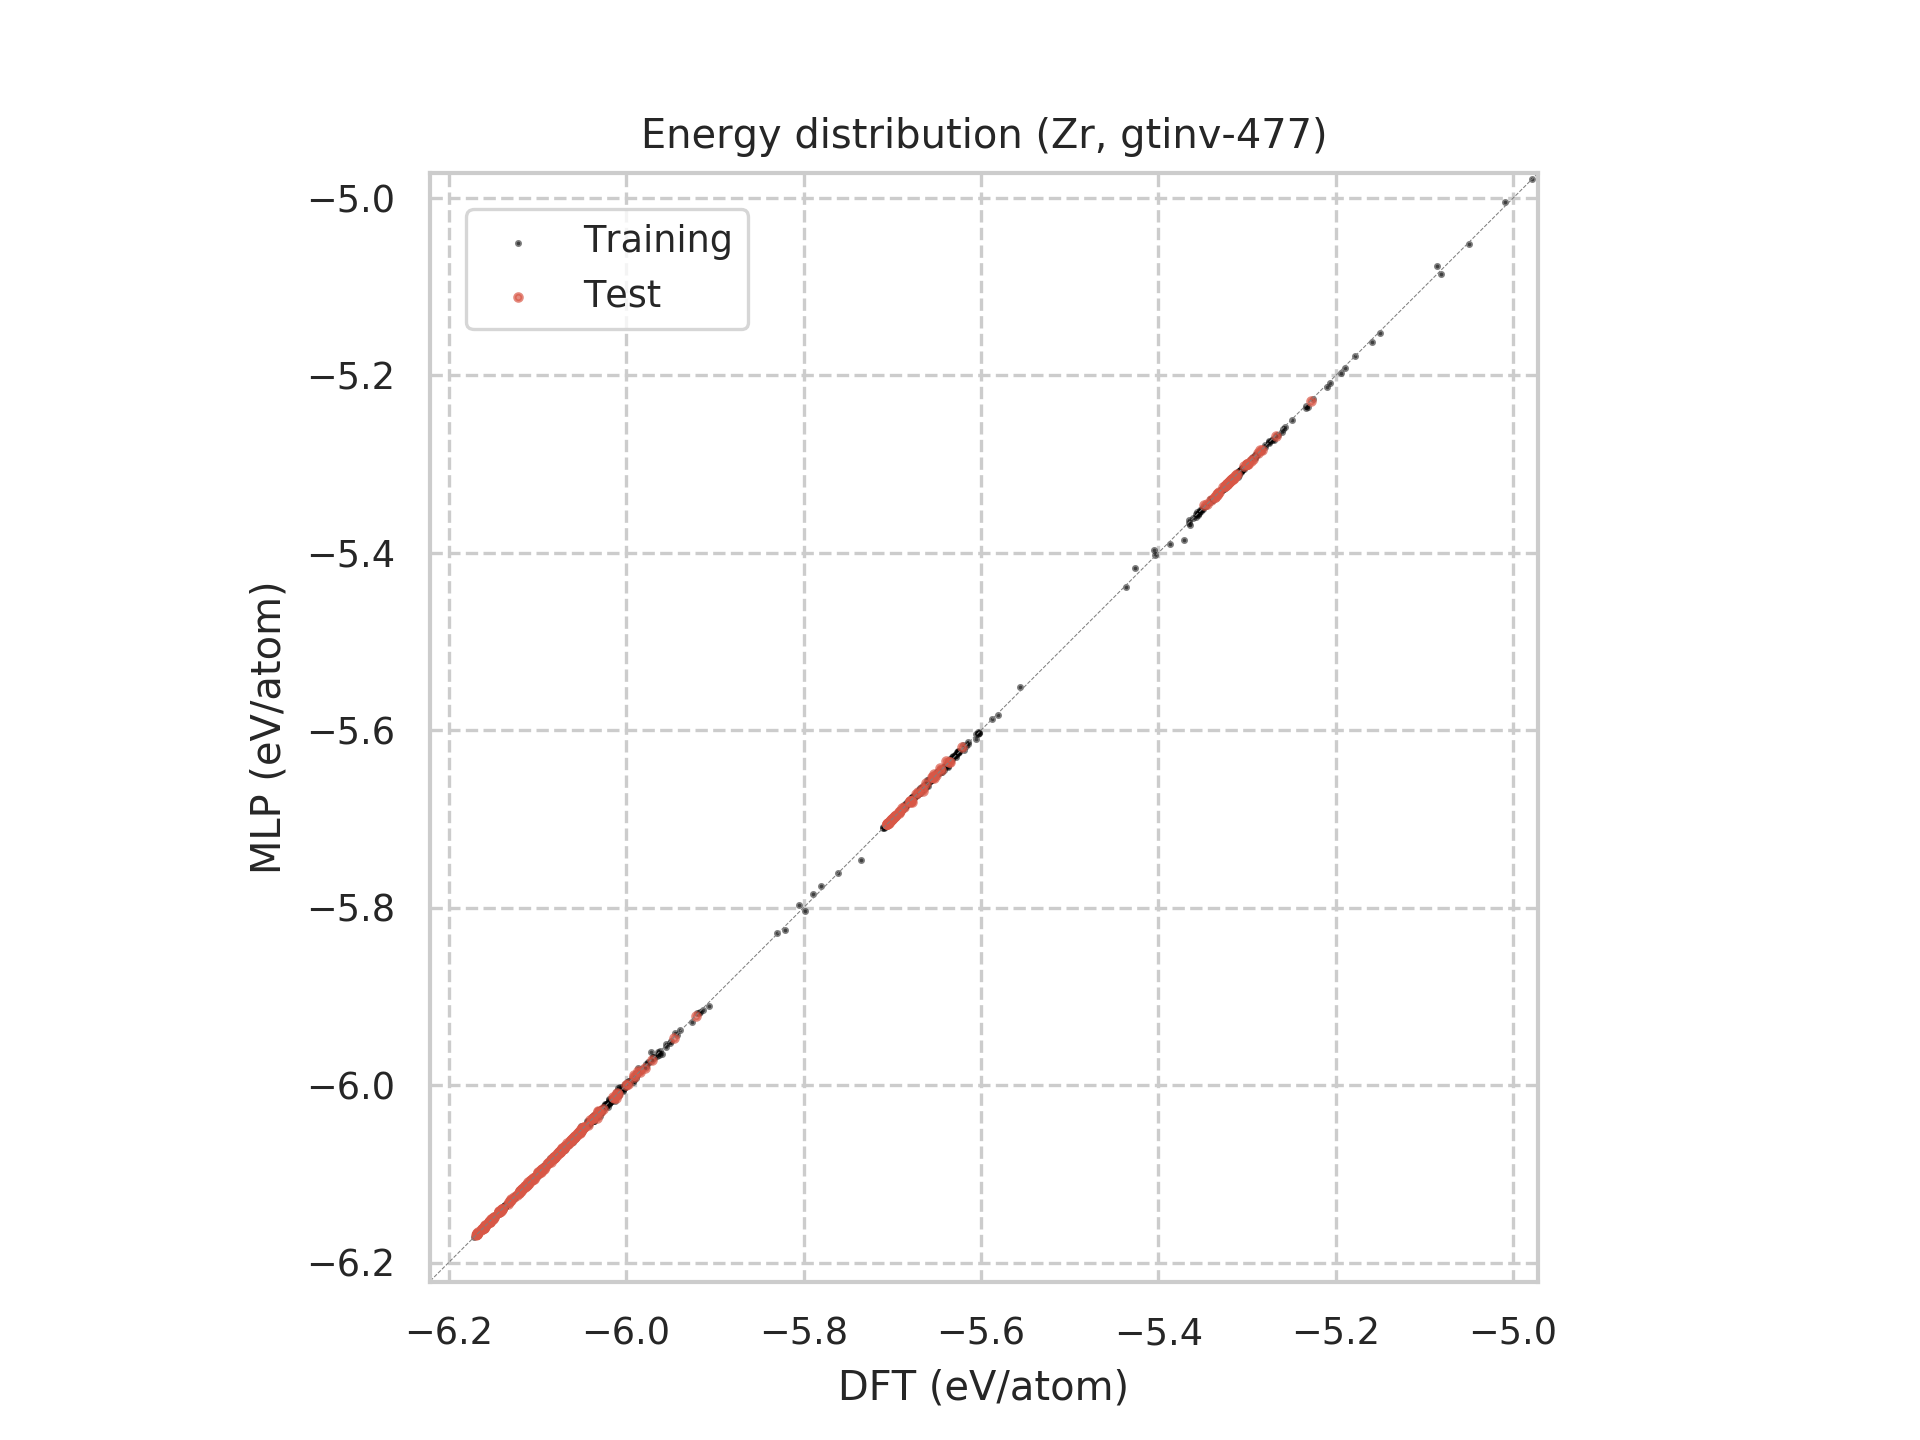 Energy distribution (Zr, gtinv-477)
Training
Test
−5.0
−5.2
−5.4
−5.6
−5.8
−6.0
−6.2
MLP (eV/atom)
−6.2 −6.0 −5.8 −5.6 −5.4 −5.2 −5.0
DFT (eV/atom)